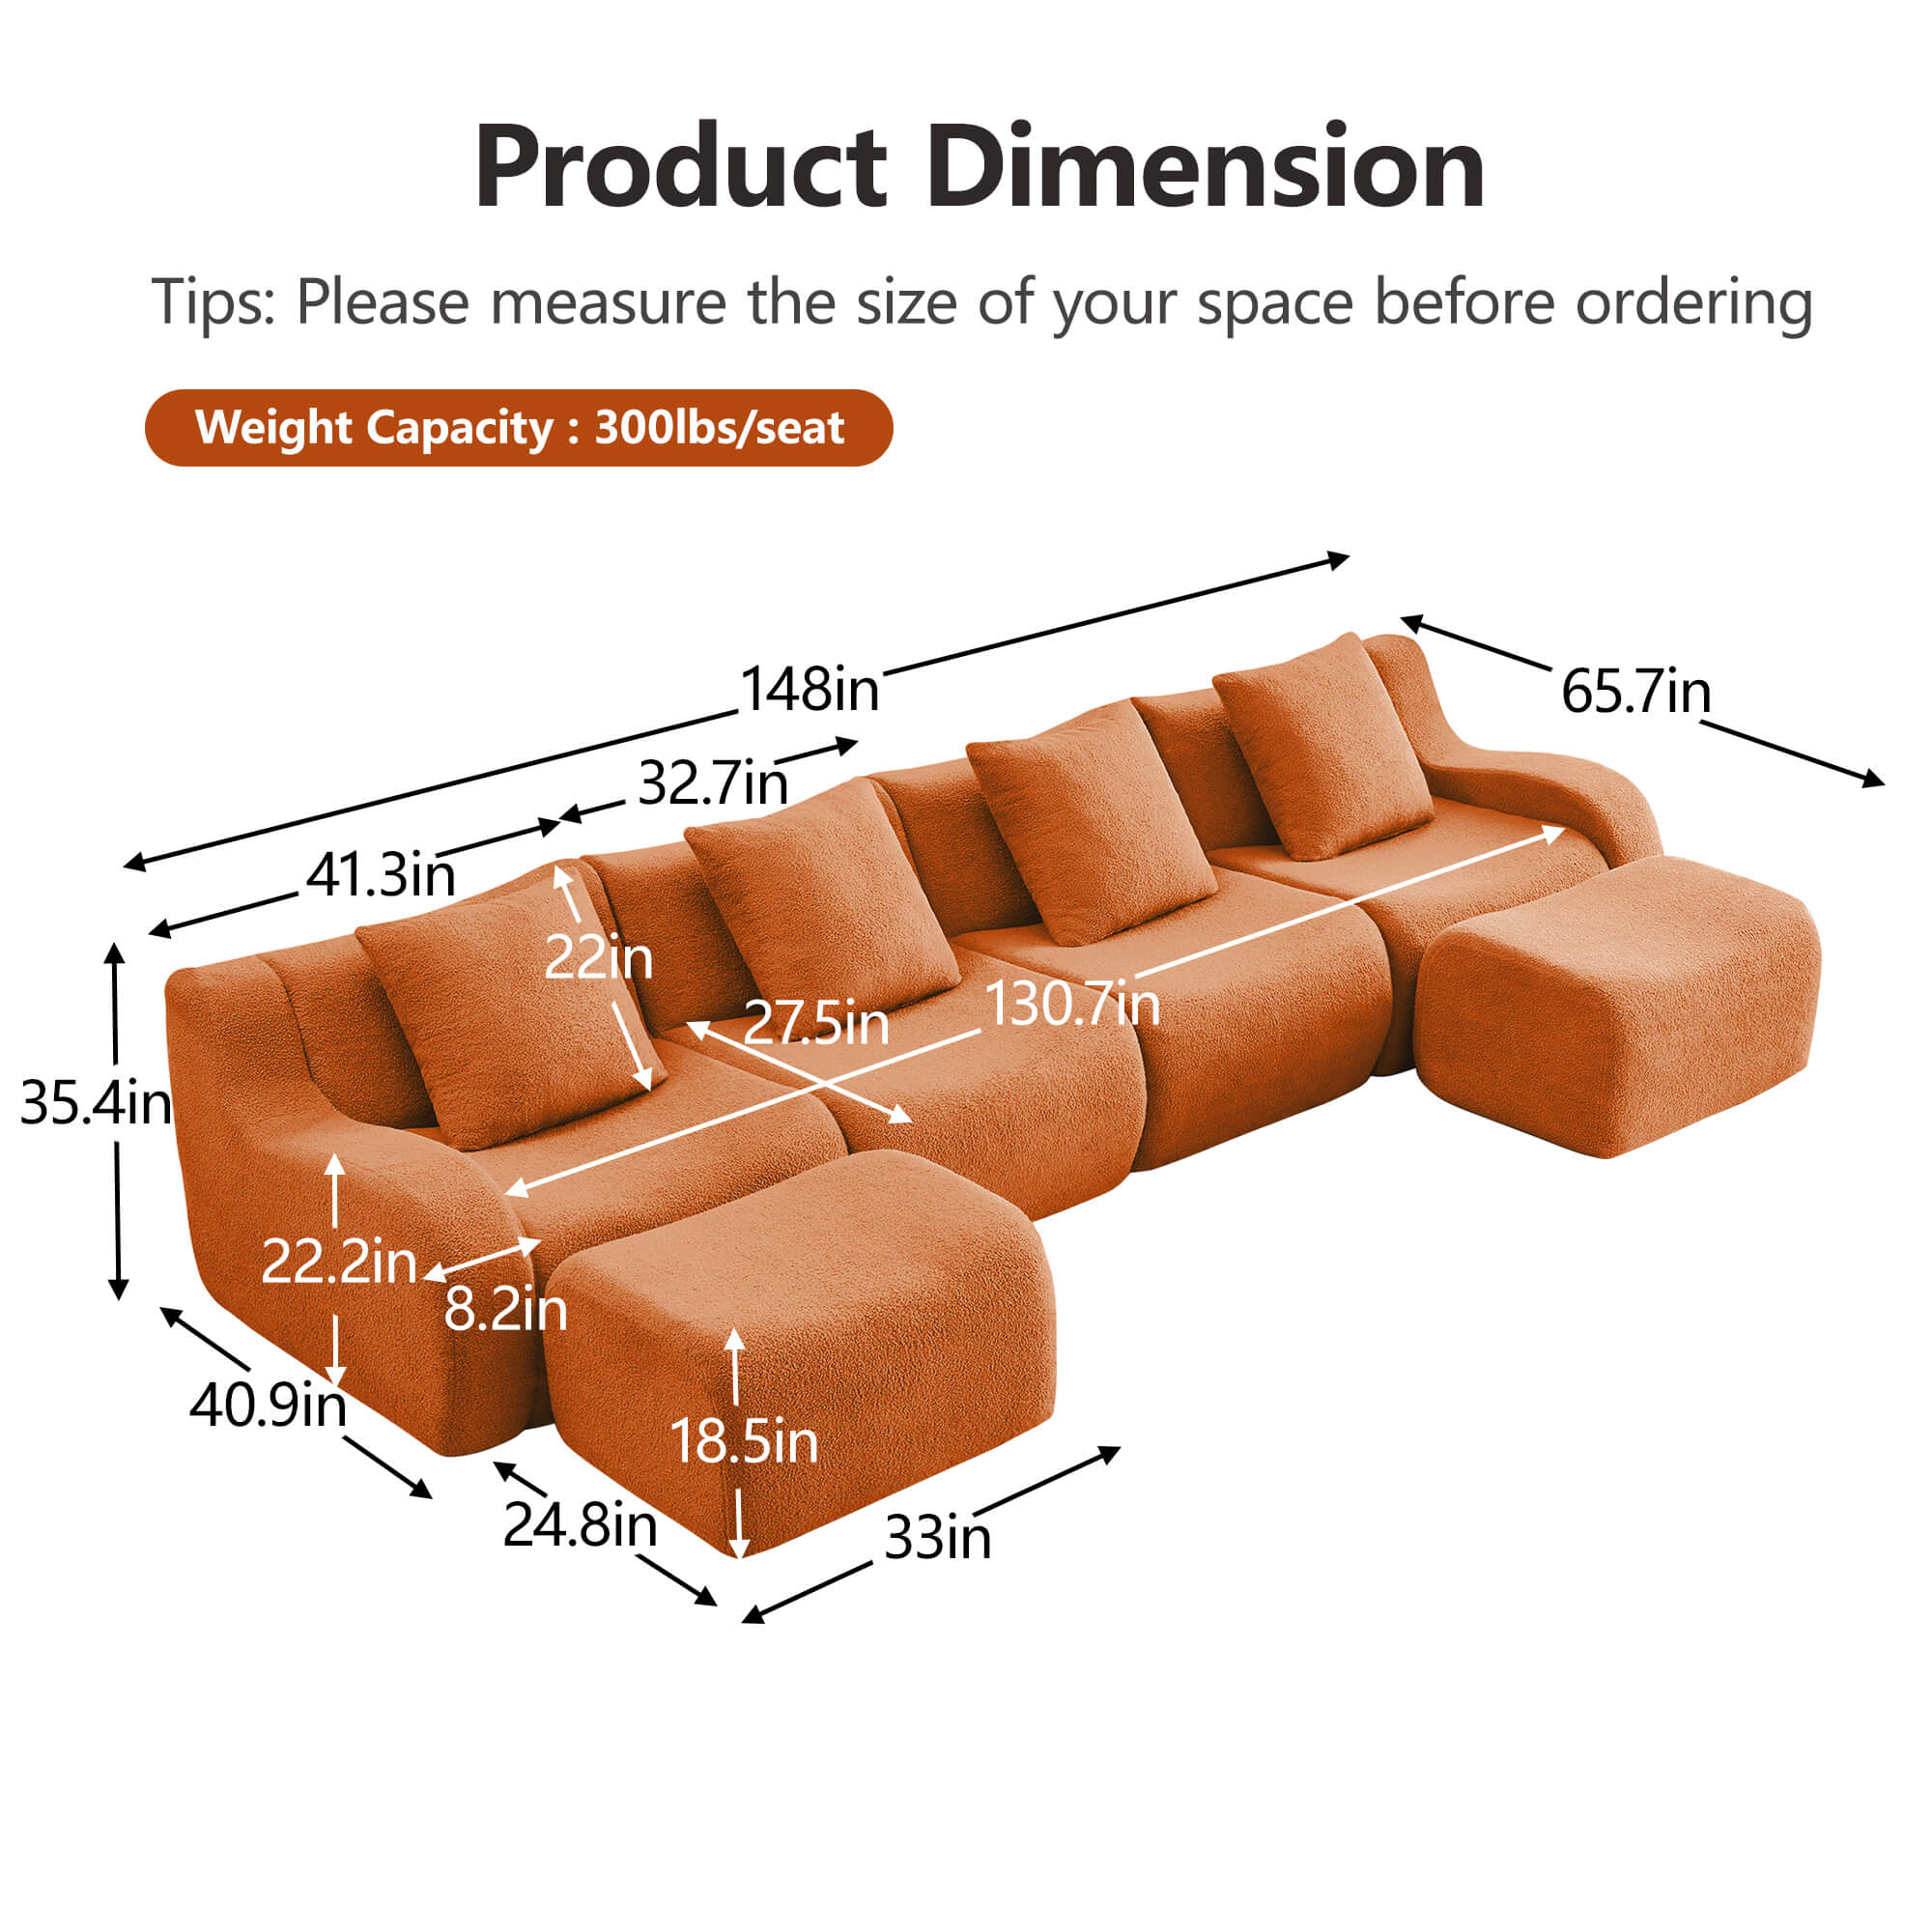 Product Dimension
Tips: Please measure the size of your space before ordering
Weight Capacity : 300lbs/seat
148in
65.7in
32.7in
41.3in
22in
27.5in
130.7in
35.4in
22.2in
8.2in
40.9in
18.5in
24.8in
33in